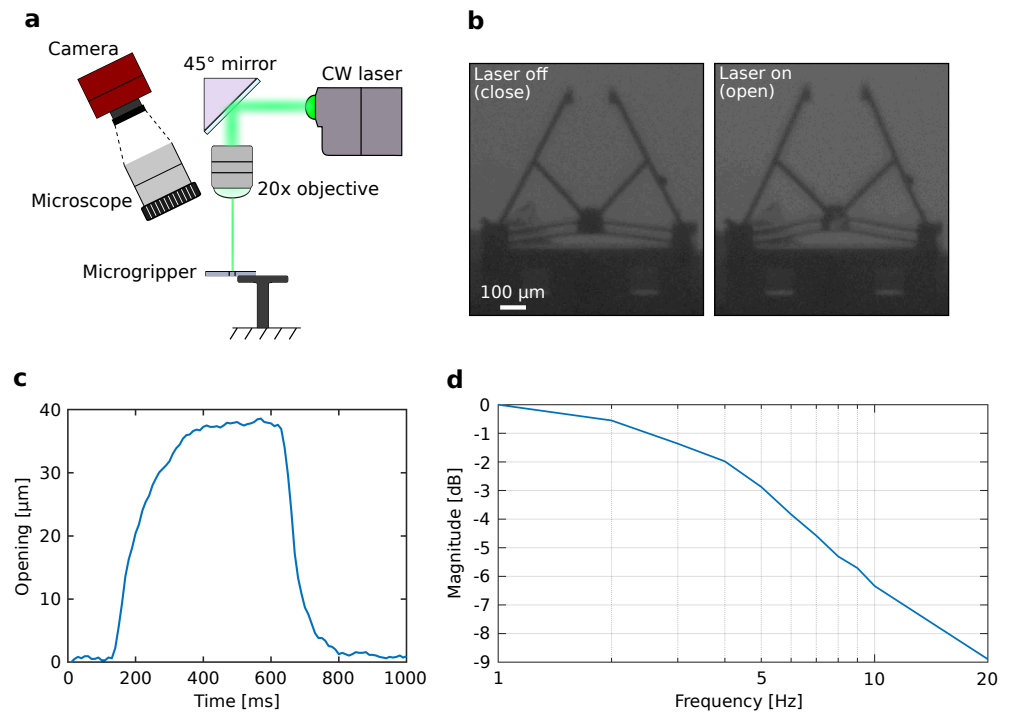 a
Camera
45° mirror
CW laser
20x objective
Microscope
Microgripper
b
Laser off
(close)
100 µm
Laser on
(open)
c
40
30
20
10
0
Opening [µm]
0
200
400
600
800
1000
Time [ms]
d
0
-1
-2
-3
-4
-5
-6
-7
-8
-9
Magnitude [dB]
1
5
10
20
Frequency [Hz]